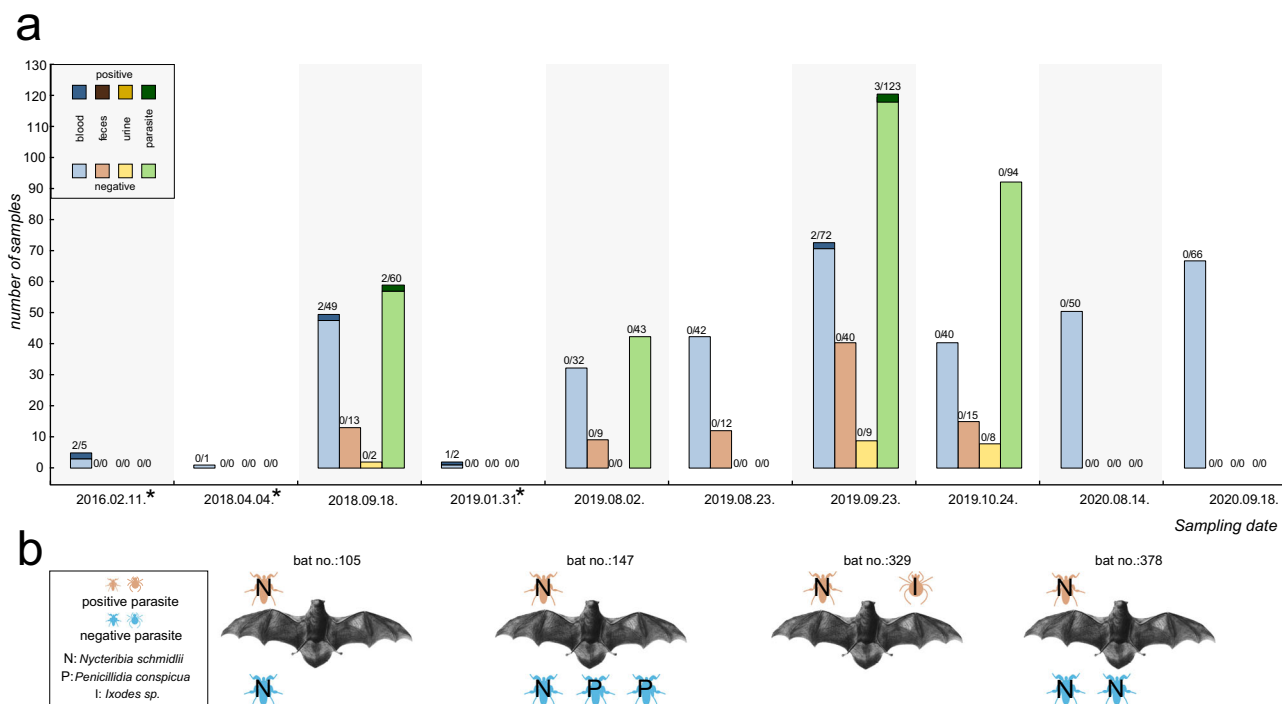 a
130
120
110
100
90
80
70
60
50
40
30
20
10
0
number of samples
positive
blood
feces
urine
parasite
negative
2/5
0/0
0/0
0/0
0/1
0/0
0/0
0/0
2/49
0/13
0/2
2/60
1/2
0/0
0/0
0/0
0/32
0/9
0/0
0/43
0/42
0/12
0/0
0/0
2/72
0/40
0/9
3/123
0/40
0/15
0/8
0/94
0/50
0/0
0/0
0/0
0/66
0/0
0/0
0/0
2016.02.11.*
2018.04.04.*
2018.09.18.
2019.01.31.*
2019.08.02.
2019.08.23.
2019.09.23.
2019.10.24.
2020.08.14.
2020.09.18.
Sampling date
b
positive parasite
negative parasite
N: Nycteribia schmidlii
P: Penicillidia conspicua
I: Ixodes sp.
bat no.:105
N
N
bat no.:147
N
N P P
bat no.:329
N I
bat no.:378
N
N N